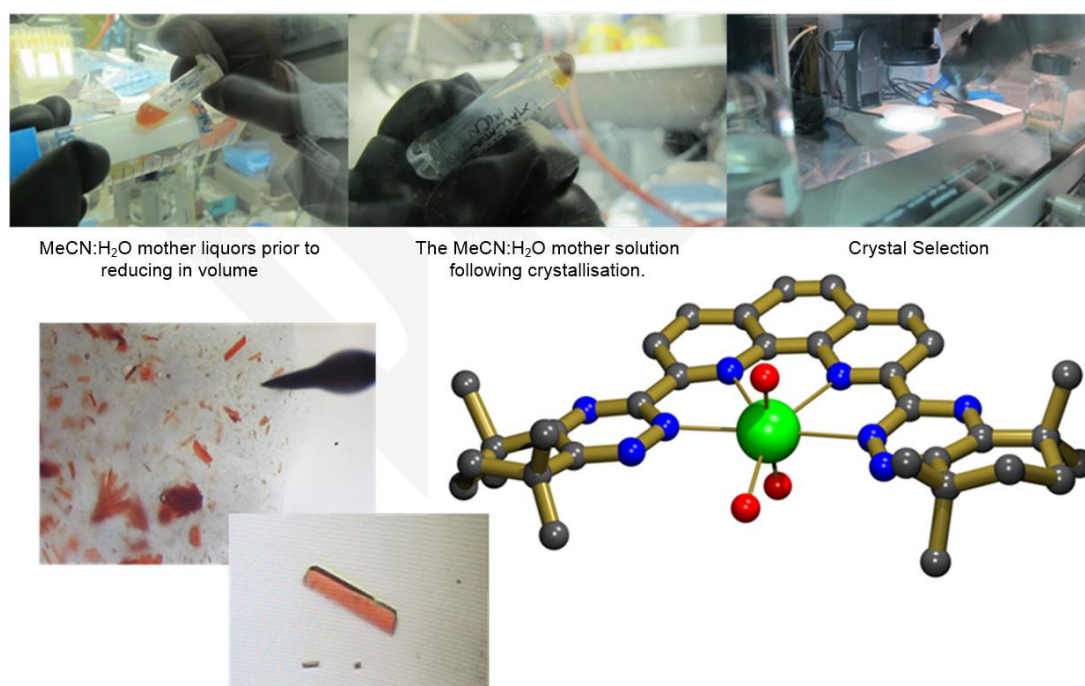 MeCN:H₂O mother liquors prior to
reducing in volume
The MeCN:H₂O mother solution
following crystallisation.
Crystal Selection